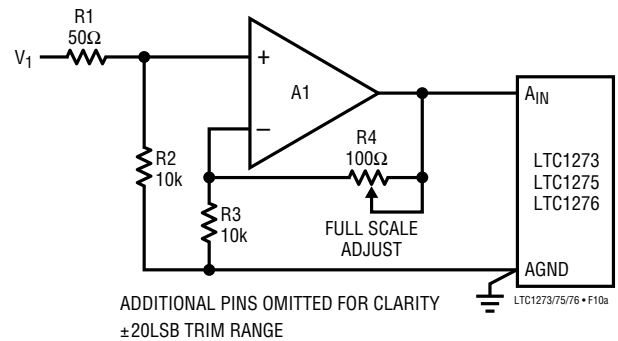 R1
50Ω
V1
+
A1
−
AIN
R4
100Ω
R2
10k
LTC1273
LTC1275
LTC1276
R3
10k
FULL SCALE
ADJUST
AGND
LTC1273/75/76 • F10a
ADDITIONAL PINS OMITTED FOR CLARITY
±20LSB TRIM RANGE